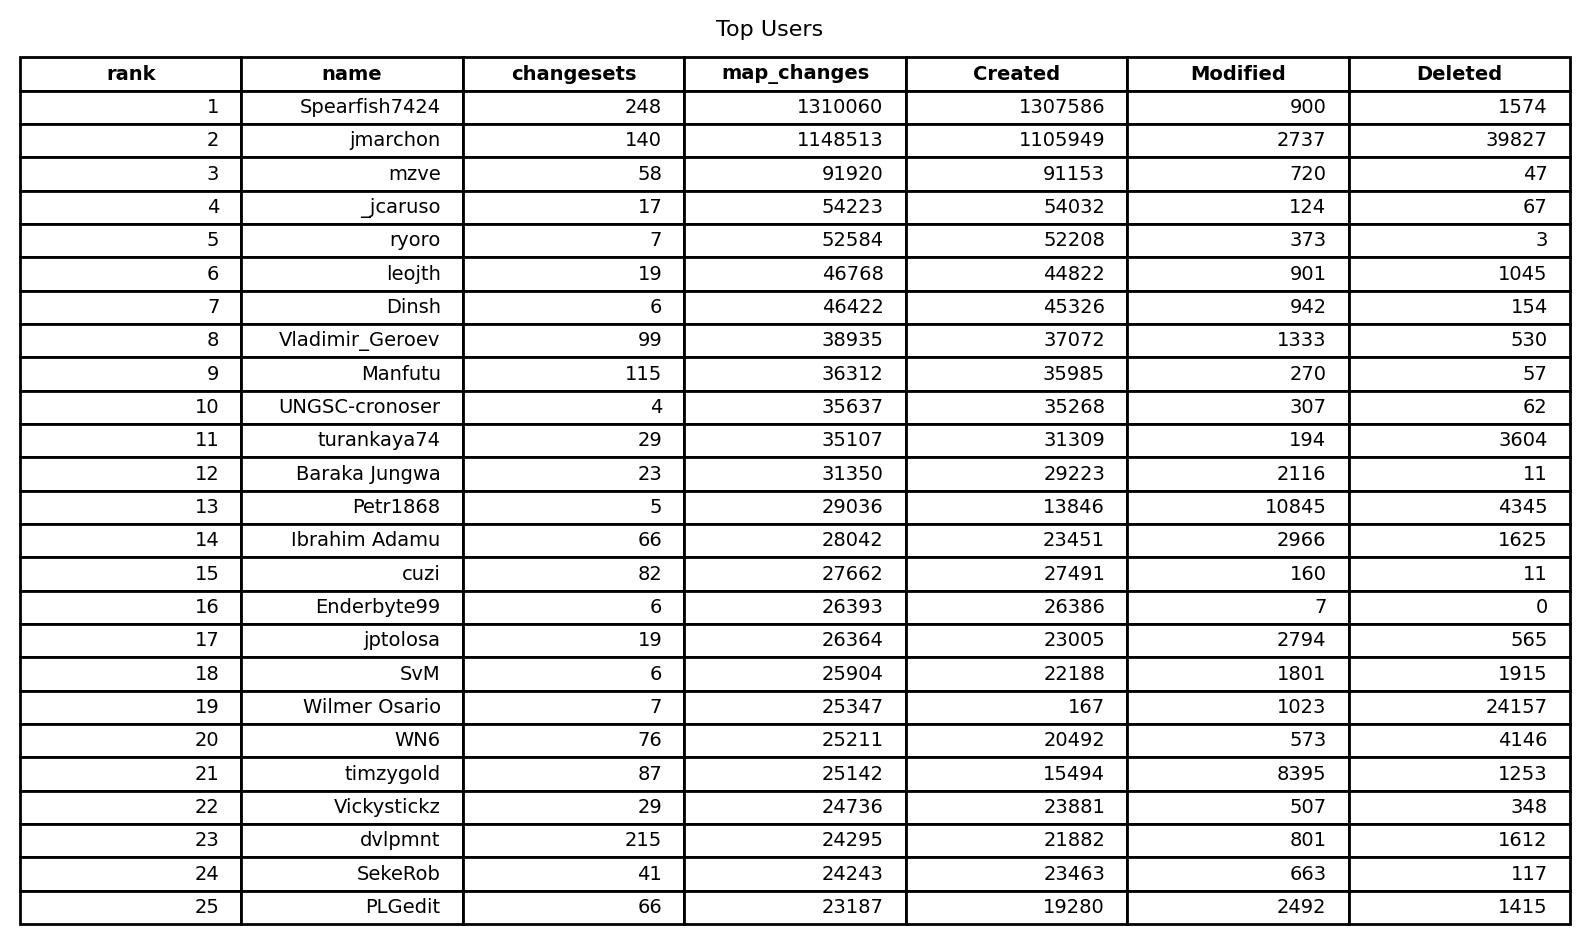 Top Users
rank name changesets map_changes Created Modified Deleted
1 Spearfish7424 248 1310060 1307586 900 1574
2 jmarchon 140 1148513 1105949 2737 39827
3 mzve 58 91920 91153 720 47
4 _jcaruso 17 54223 54032 124 67
5 ryoro 7 52584 52208 373 3
6 leojth 19 46768 44822 901 1045
7 Dinsh 6 46422 45326 942 154
8 Vladimir_Geroev 99 38935 37072 1333 530
9 Manfutu 115 36312 35985 270 57
10 UNGSC-cronoser 4 35637 35268 307 62
11 turankaya74 29 35107 31309 194 3604
12 Baraka Jungwa 23 31350 29223 2116 11
13 Petr1868 5 29036 13846 10845 4345
14 Ibrahim Adamu 66 28042 23451 2966 1625
15 cuzi 82 27662 27491 160 11
16 Enderbyte99 6 26393 26386 7 0
17 jptolosa 19 26364 23005 2794 565
18 SvM 6 25904 22188 1801 1915
19 Wilmer Osario 7 25347 167 1023 24157
20 WN6 76 25211 20492 573 4146
21 timzygold 87 25142 15494 8395 1253
22 Vickystickz 29 24736 23881 507 348
23 dvlpmnt 215 24295 21882 801 1612
24 SekeRob 41 24243 23463 663 117
25 PLGedit 66 23187 19280 2492 1415